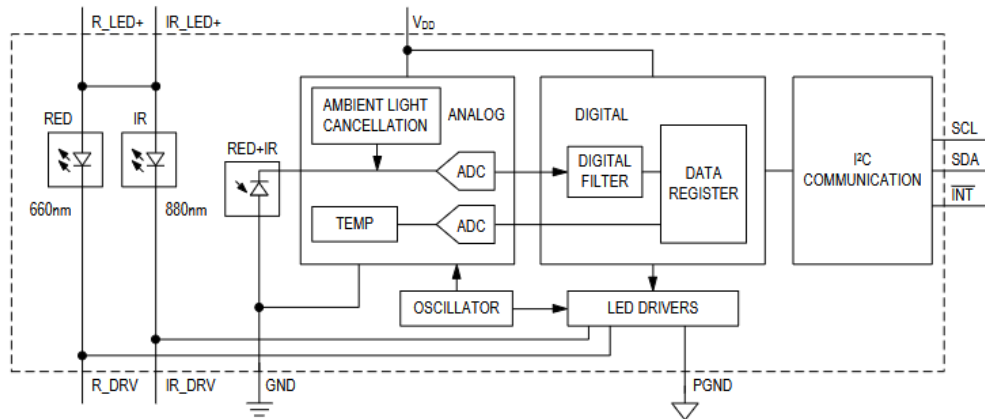 R_LED+ IR_LED+ V_DD
RED IR
660nm 880nm
RED+IR
AMBIENT LIGHT
CANCELLATION
ANALOG
ADC
TEMP
ADC
OSCILLATOR
DIGITAL
DIGITAL
FILTER
DATA
REGISTER
LED DRIVERS
I²C
COMMUNICATION
SCL
SDA
INT
R_DRV IR_DRV GND PGND